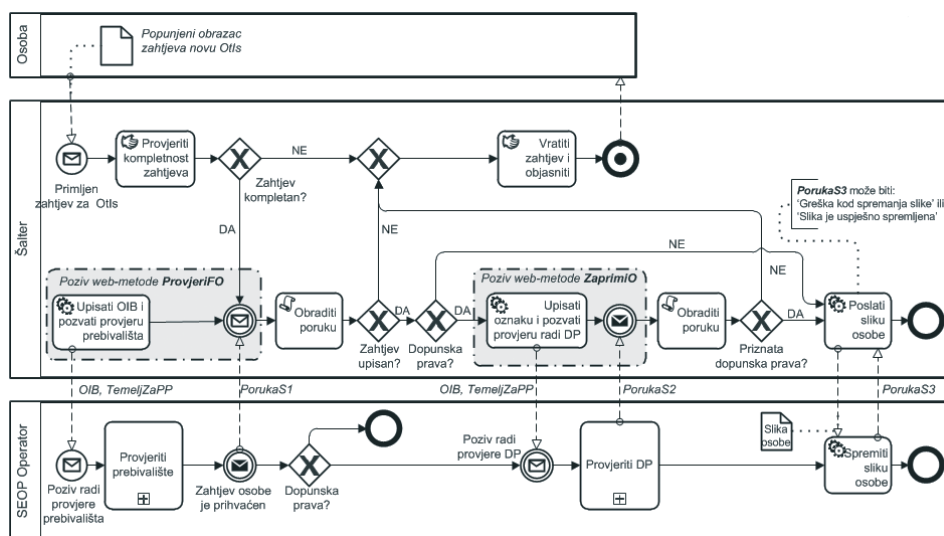 Osoba
Popunjeni obrazac
zahtjeva novu OtIs
Šalter
Primljen
zahtjev za OtIs
Provjeriti
kompletnost
zahtjeva
NE
Zahtjev
kompletan?
DA
Vratiti
zahtjev i
objasniti
PorukaS3 može biti:
'Greška kod spremanja slike' ili
'Slika je uspješno spremljena'
Poziv web-metode ProvjeriFO
Upisati OIB i
pozvati provjeru
prebivališta
Obraditi
poruku
NE
Zahtjev
upisan?
DA
Dopunska
prava?
DA
NE
Poziv web-metode ZaprimiO
Upisati
oznaku i pozvati
provjeru radi DP
Obraditi
poruku
NE
Priznata
dopunska prava?
DA
Poslati
sliku
osobe
OIB, TemeljZaPP
PorukaS1
OIB, TemeljZaPP
PorukaS2
PorukaS3
SEOP Operator
Poziv radi
provjere
prebivališta
Provjeriti
prebivalište
Zahtjev osobe
je prihvaćen
Dopunska
prava?
Poziv radi
provjere DP
Provjeriti DP
Slika
osobe
Spremiti
sliku
osobe